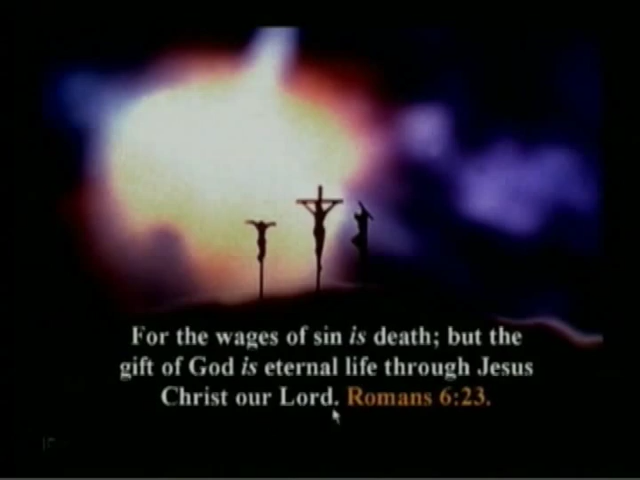 For the wages of sin is death; but the
gift of God is eternal life through Jesus
Christ our Lord. Romans 6:23.